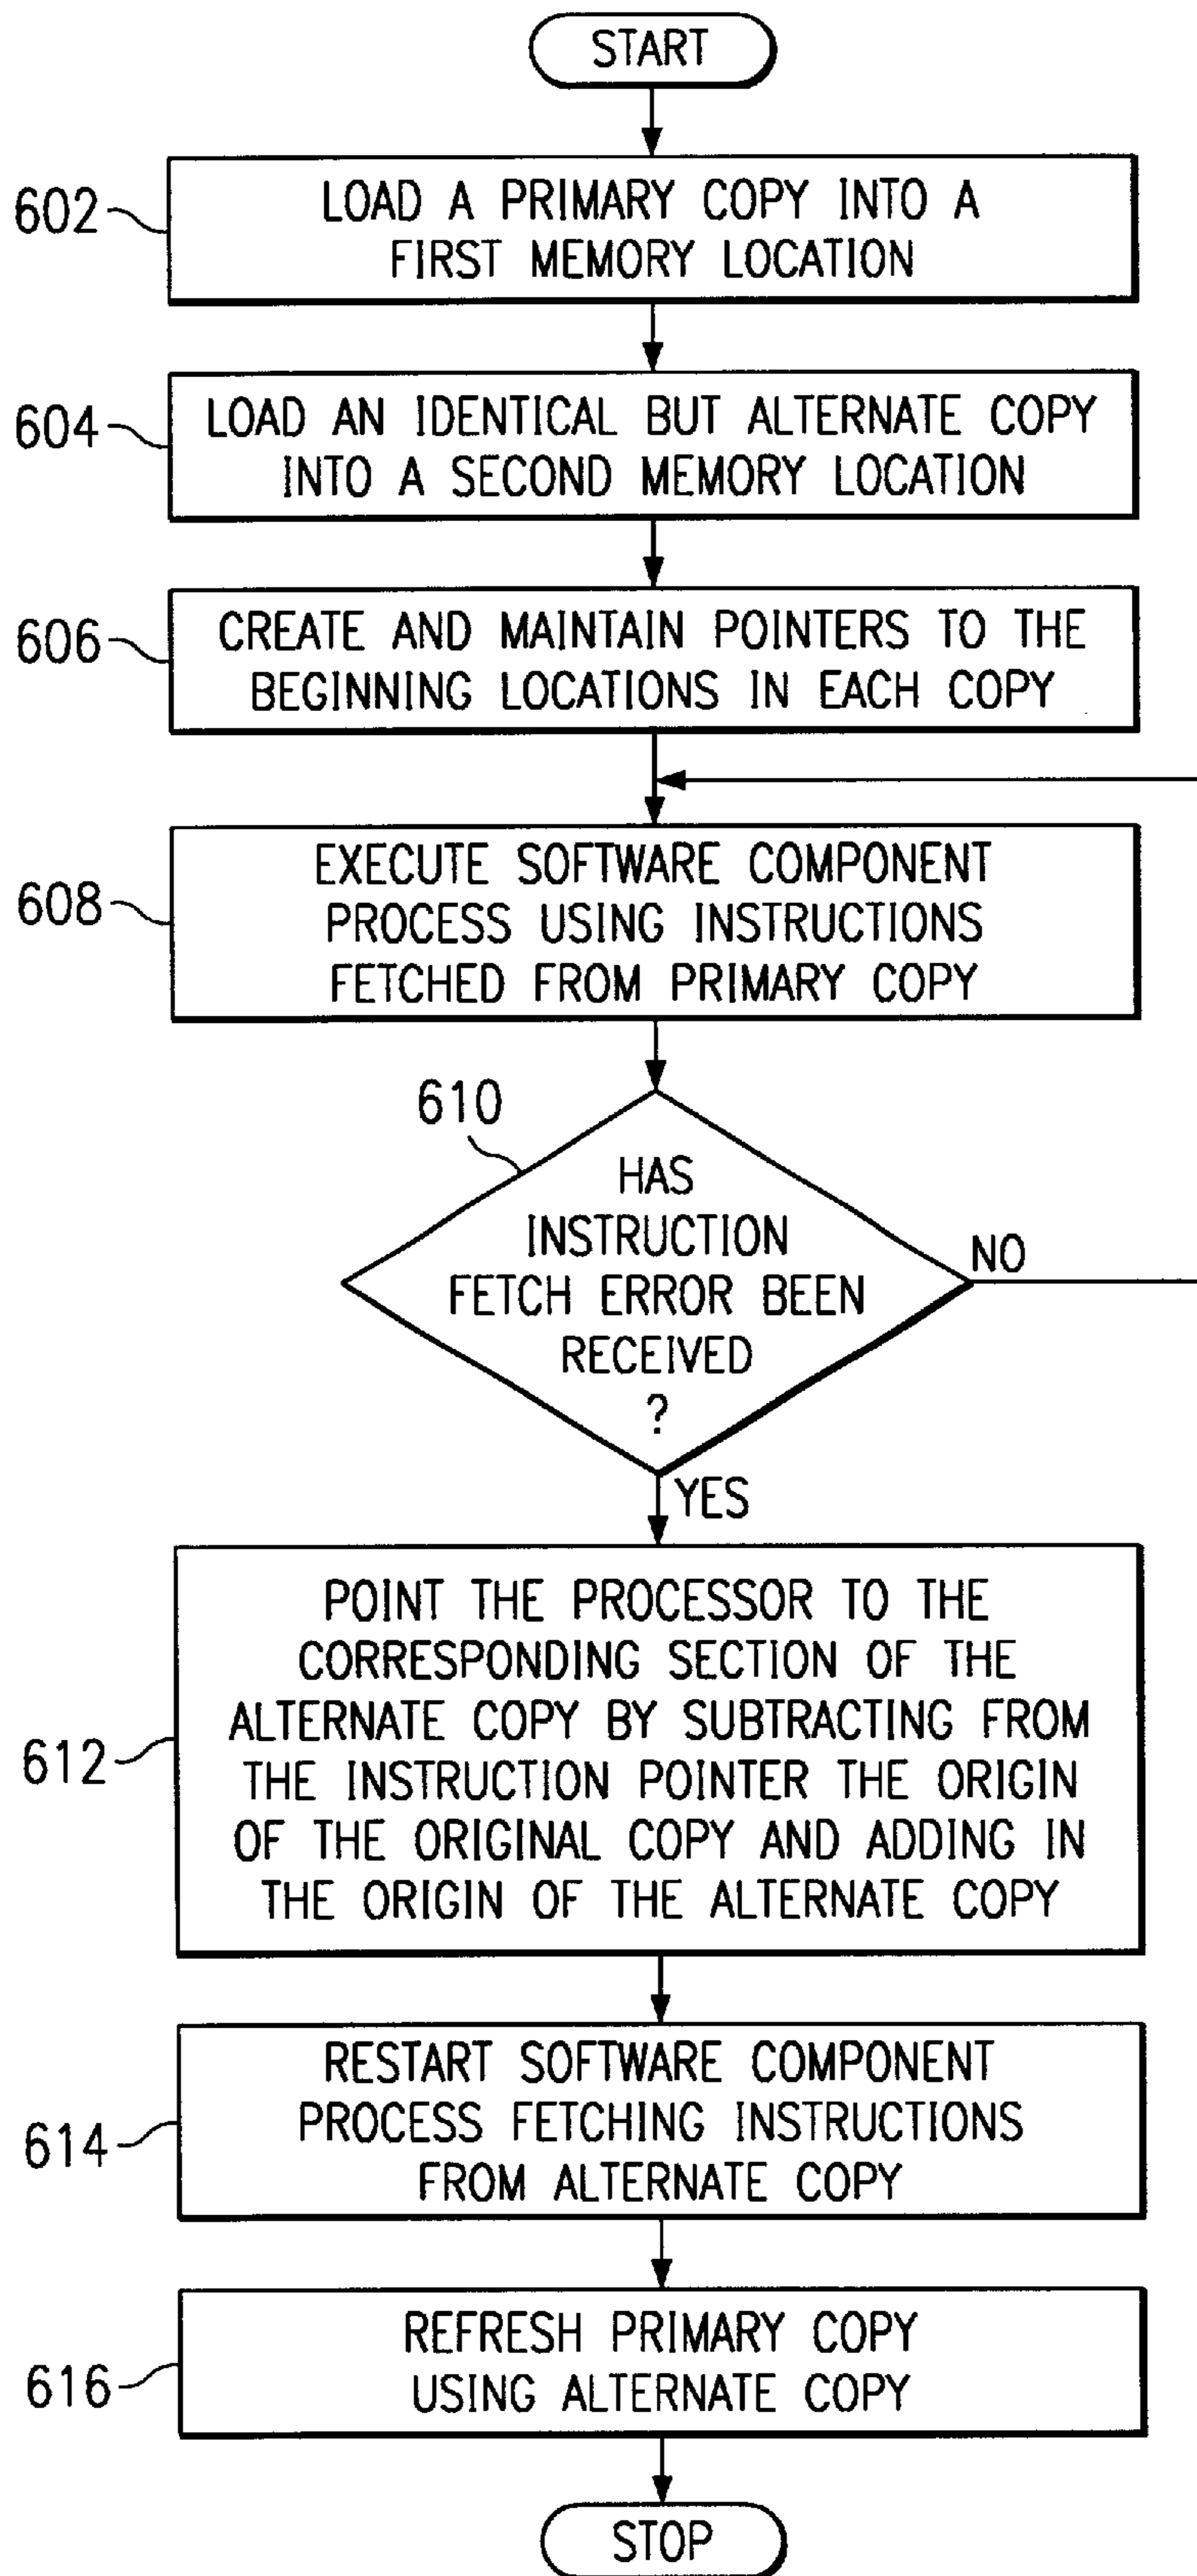 START
602
LOAD A PRIMARY COPY INTO A
FIRST MEMORY LOCATION
604
LOAD AN IDENTICAL BUT ALTERNATE COPY
INTO A SECOND MEMORY LOCATION
606
CREATE AND MAINTAIN POINTERS TO THE
BEGINNING LOCATIONS IN EACH COPY
608
EXECUTE SOFTWARE COMPONENT
PROCESS USING INSTRUCTIONS
FETCHED FROM PRIMARY COPY
610
HAS
INSTRUCTION
FETCH ERROR BEEN
RECEIVED
?
NO
YES
612
POINT THE PROCESSOR TO THE
CORRESPONDING SECTION OF THE
ALTERNATE COPY BY SUBTRACTING FROM
THE INSTRUCTION POINTER THE ORIGIN
OF THE ORIGINAL COPY AND ADDING IN
THE ORIGIN OF THE ALTERNATE COPY
614
RESTART SOFTWARE COMPONENT
PROCESS FETCHING INSTRUCTIONS
FROM ALTERNATE COPY
616
REFRESH PRIMARY COPY
USING ALTERNATE COPY
STOP